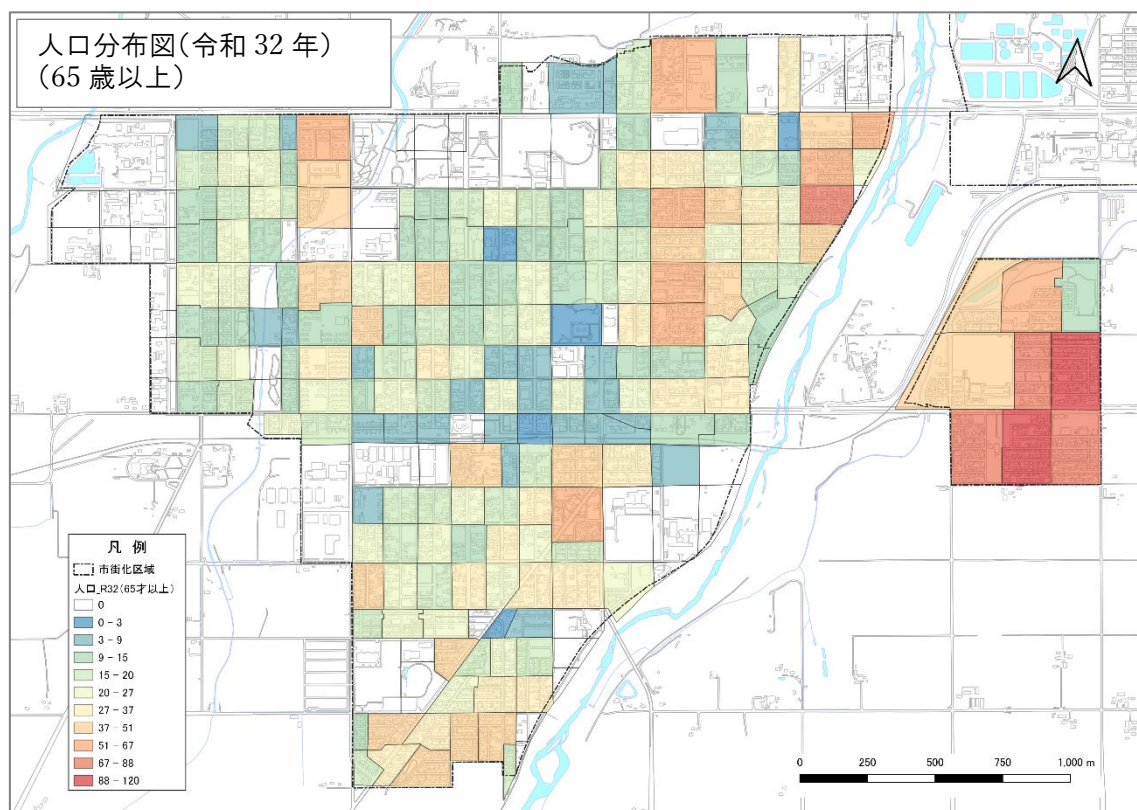 人口分布図(令和 32 年)
(65 歳以上)
凡 例
市街化区域
人口_R32(65才以上)
0
0 - 3
3 - 9
9 - 15
15 - 20
20 - 27
27 - 37
37 - 51
51 - 67
67 - 88
88 - 120
0 250 500 750 1,000 m